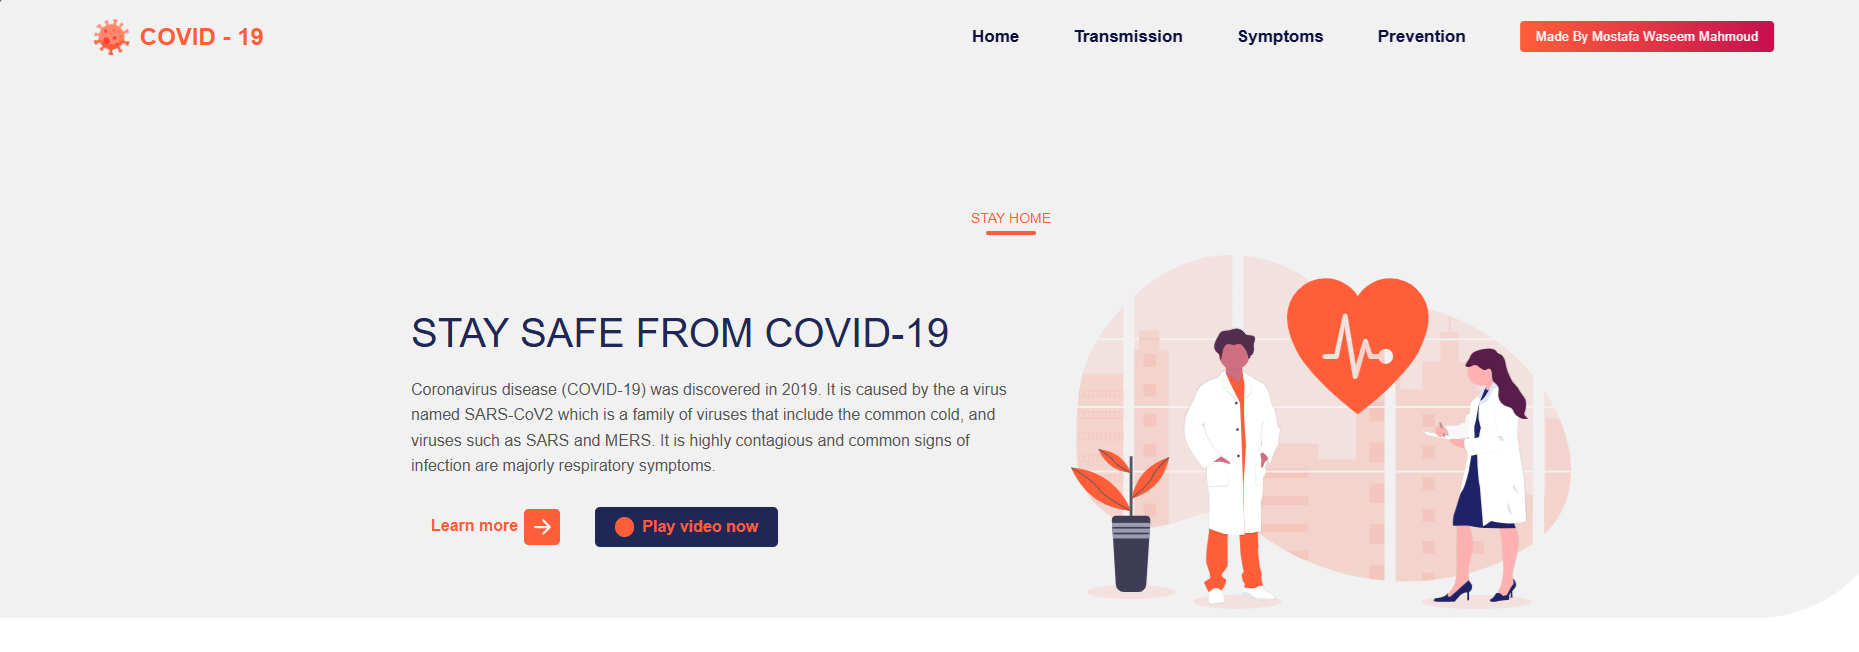 COVID - 19
Home
Transmission
Symptoms
Prevention
Made By Mostafa Waseem Mahmoud
STAY HOME
STAY SAFE FROM COVID-19
Coronavirus disease (COVID-19) was discovered in 2019. It is caused by the a virus
named SARS-CoV2 which is a family of viruses that include the common cold, and
viruses such as SARS and MERS. It is highly contagious and common signs of
infection are majorly respiratory symptoms.
Learn more
Play video now